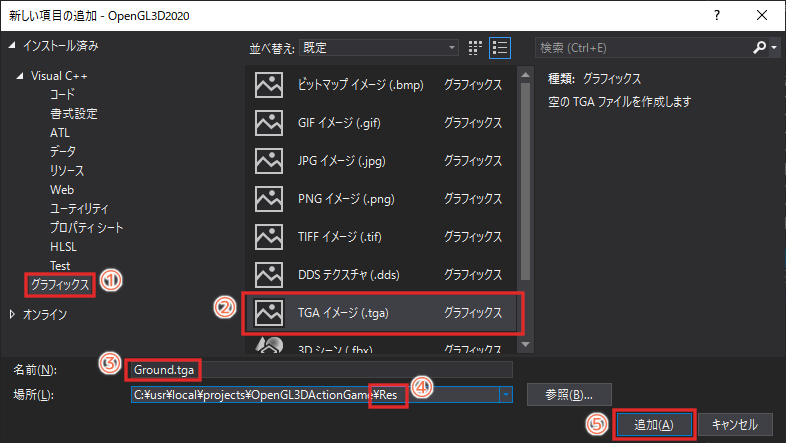 新しい項目の追加 - OpenGL3D2020
インストール済み
並べ替え: 既定
検索 (Ctrl+E)
Visual C++
コード
書式設定
ATL
データ
リソース
Web
ユーティリティ
プロパティ シート
HLSL
Test
グラフィックス ①
オンライン
ビットマップ イメージ (.bmp) グラフィックス
GIF イメージ (.gif) グラフィックス
JPG イメージ (.jpg) グラフィックス
PNG イメージ (.png) グラフィックス
TIFF イメージ (.tif) グラフィックス
DDS テクスチャ (.dds) グラフィックス
② TGA イメージ (.tga) グラフィックス
3D シーン (.fbx) グラフィックス
種類: グラフィックス
空の TGA ファイルを作成します
名前(N): ③ Ground.tga
場所(L): C:¥usr¥local¥projects¥OpenGL3DActionGame¥Res ④
参照(B)...
⑤ 追加(A) キャンセル